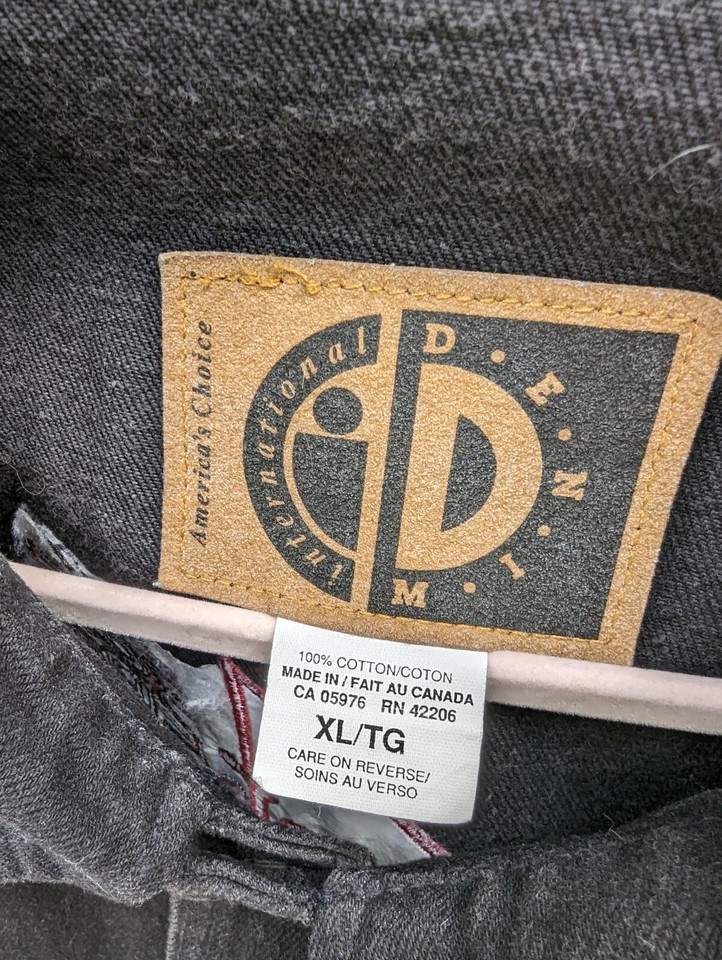 America's Choice
international
D•E•N•I•M
iD
100% COTTON/COTON
MADE IN / FAIT AU CANADA
CA 05976 RN 42206
XL/TG
CARE ON REVERSE/
SOINS AU VERSO